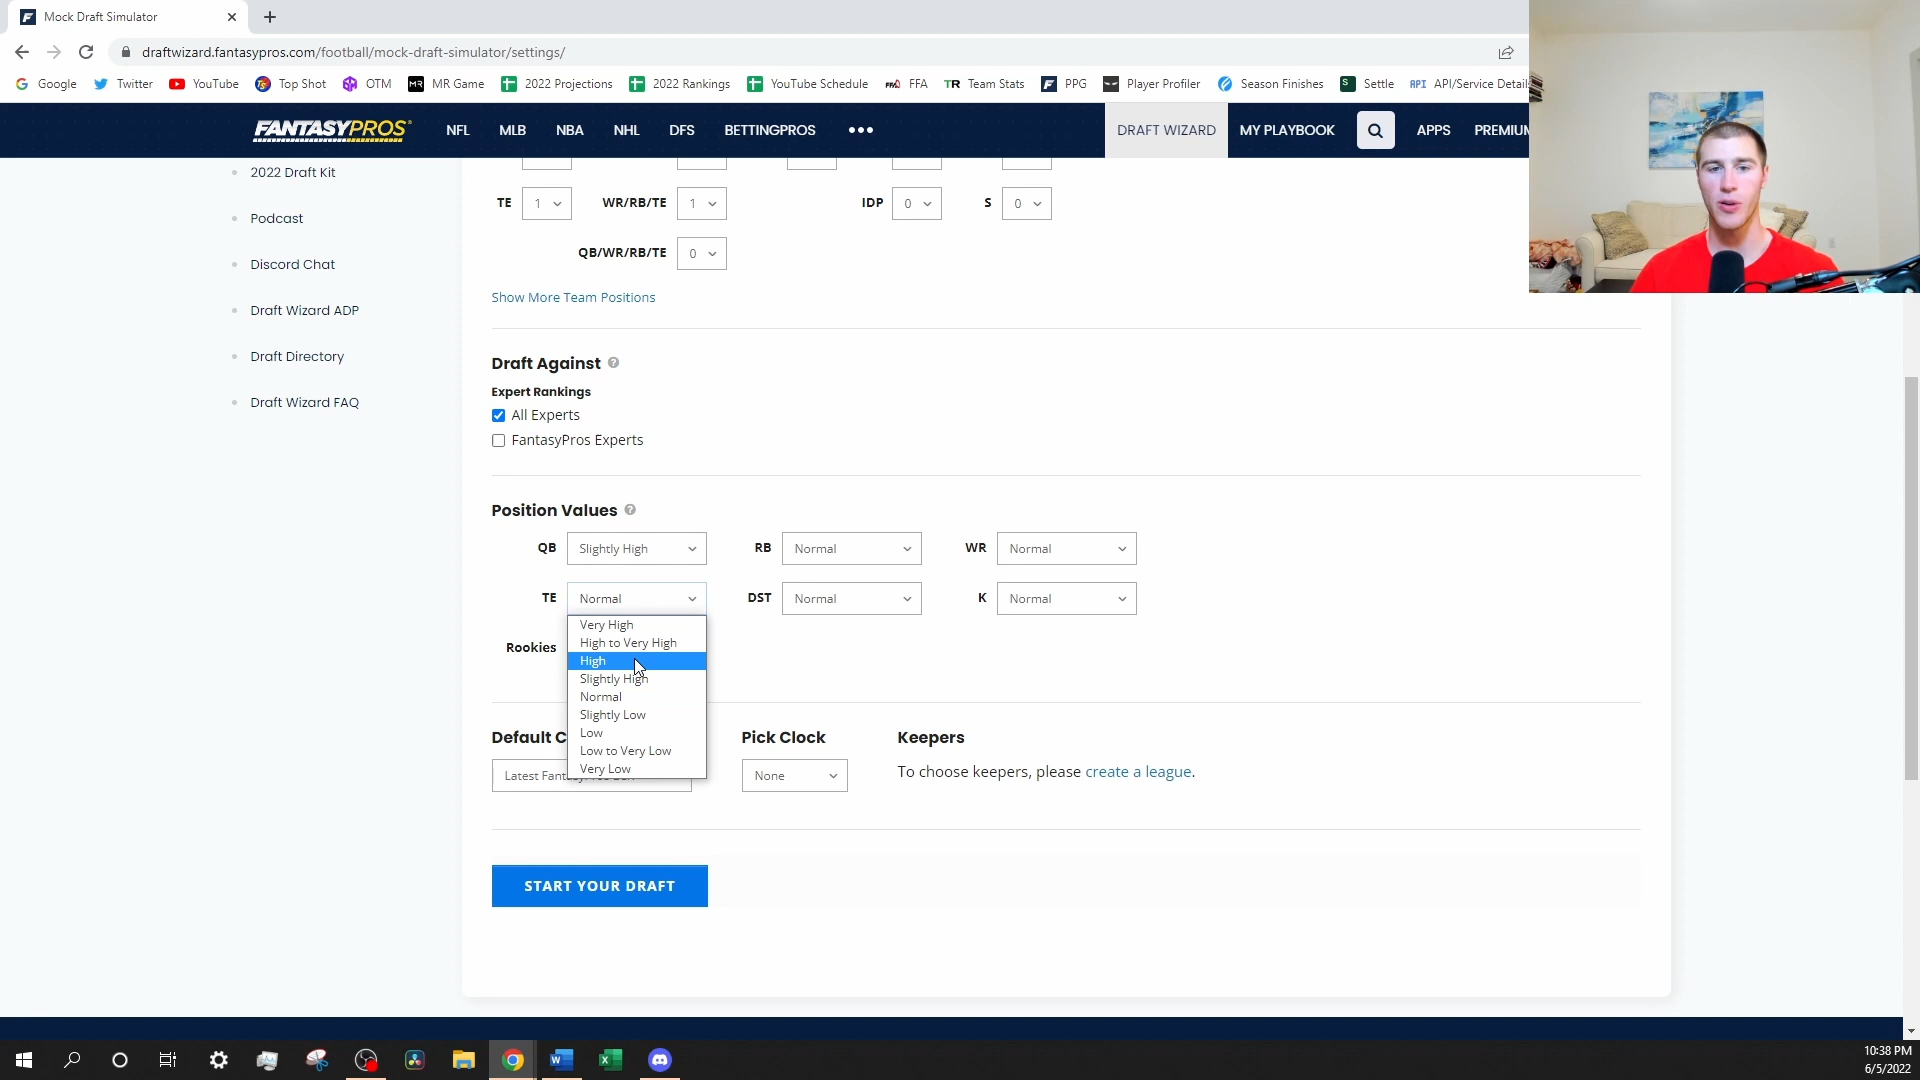 Mock Draft Simulator
draftwizard.fantasypros.com/football/mock-draft-simulator/settings/
Google Twitter YouTube Top Shot OTM MR Game 2022 Projections 2022 Rankings YouTube Schedule FFA Team Stats PPG Player Profiler Season Finishes Settle API API/Service Details
FANTASYPROS NFL MLB NBA NHL DFS BETTINGPROS ••• DRAFT WIZARD MY PLAYBOOK APPS PREMIUM
2022 Draft Kit
Podcast
Discord Chat
Draft Wizard ADP
Draft Directory
Draft Wizard FAQ
TE 1 WR/RB/TE 1 IDP 0 S 0
QB/WR/RB/TE 0
Show More Team Positions
Draft Against ?
Expert Rankings
All Experts
FantasyPros Experts
Position Values ?
QB Slightly High RB Normal WR Normal
TE Normal DST Normal K Normal
Rookies
Very High
High to Very High
High
Slightly High
Normal
Slightly Low
Low
Low to Very Low
Very Low
Default C Pick Clock Keepers
None To choose keepers, please create a league.
START YOUR DRAFT
10:38 PM
6/5/2022